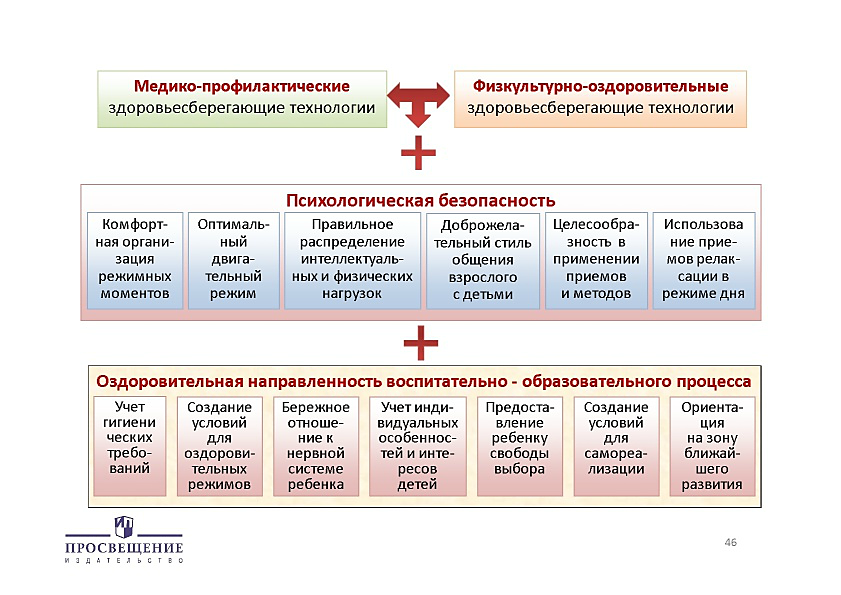 Медико-профилактические
здоровьесберегающие технологии
Физкультурно-оздоровительные
здоровьесберегающие технологии
Психологическая безопасность
Комфорт-
ная органи-
зация
режимных
моментов
Оптималь-
ный
двига-
тельный
режим
Правильное
распределение
интеллектуаль-
ных и физических
нагрузок
Доброжела-
тельный стиль
общения
взрослого
с детьми
Целесообра-
зность в
применении
приемов
и методов
Использова
ние прие-
мов релак-
сации в
режиме дня
Оздоровительная направленность воспитательно - образовательного процесса
Учет
гигиени
ческих
требо-
ваний
Создание
условий
для
оздорови-
тельных
режимов
Бережное
отноше-
ние к
нервной
системе
ребенка
Учет инди-
видуальных
особеннос-
тей и инте-
ресов
детей
Предоста-
вление
ребенку
свободы
выбора
Создание
условий
для
самореа-
лизации
Ориента-
ция
на зону
ближай-
шего
развития
ПРОСВЕЩЕНИЕ
ИЗДАТЕЛЬСТВО
46